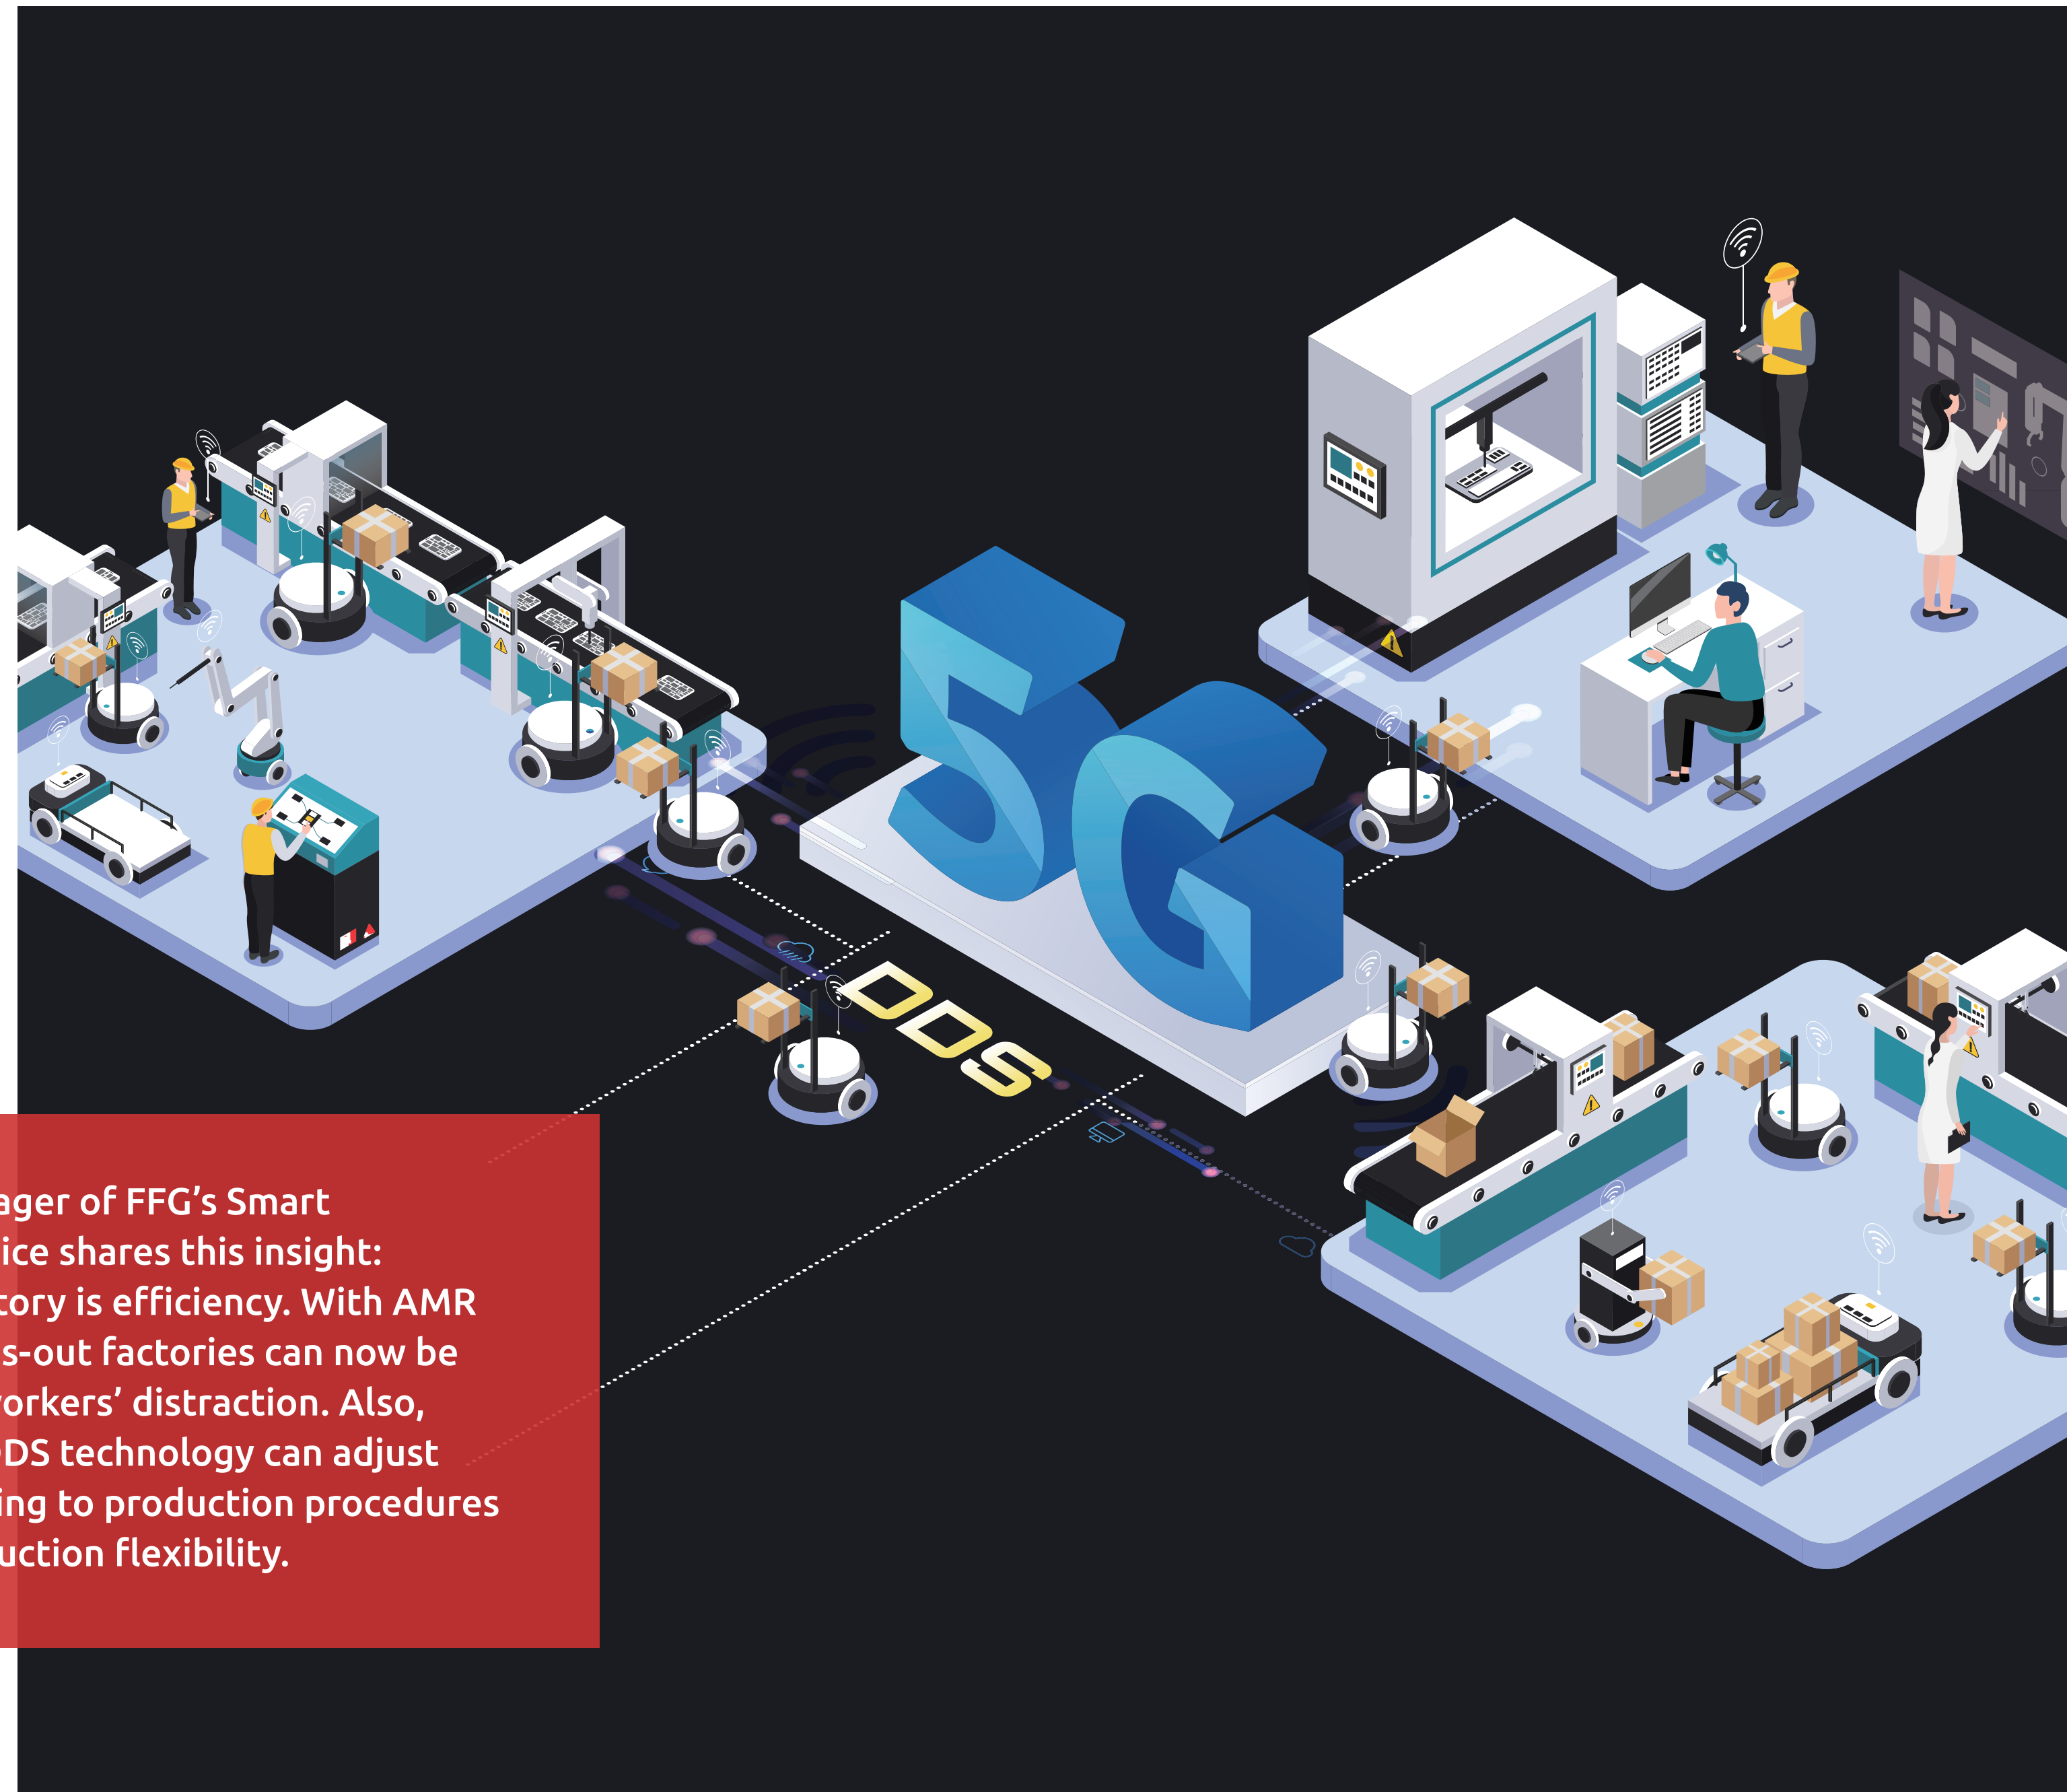 5G
DDS
ager of FFG's Smart
ice shares this insight:
tory is efficiency. With AMR
s-out factories can now be
orkers' distraction. Also,
DS technology can adjust
ing to production procedures
uction flexibility.